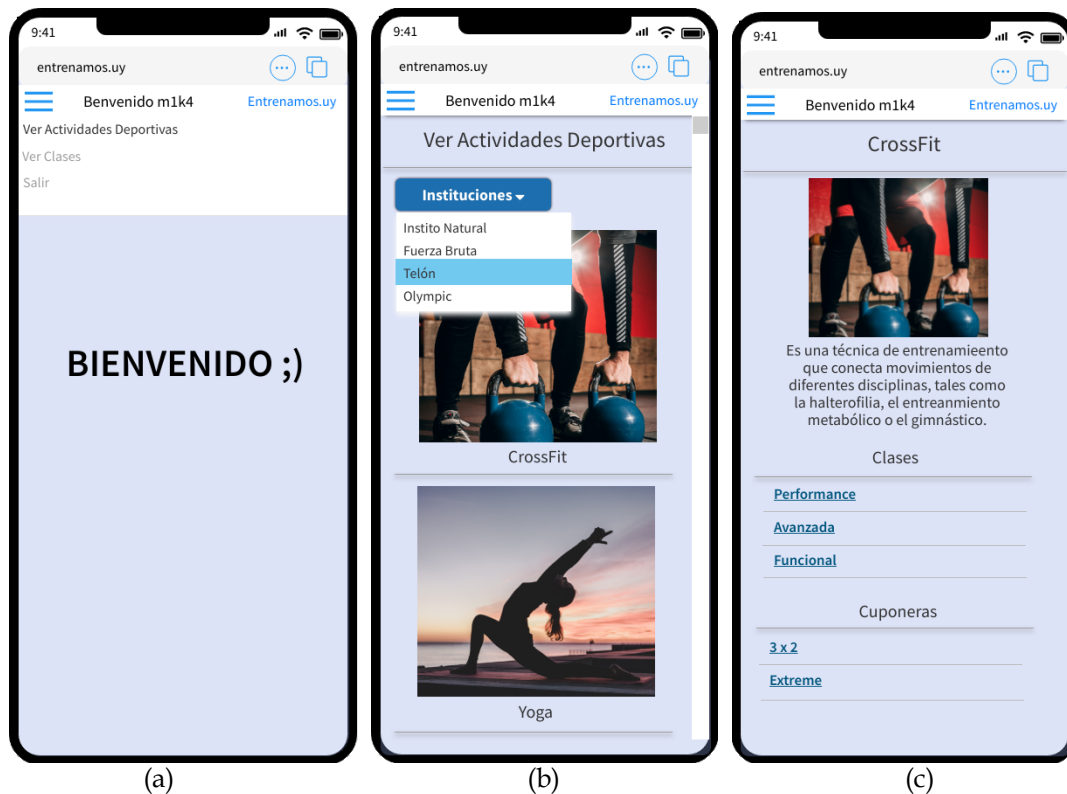 9:41
entrenamos.uy
Benvenido m1k4
Entrenamos.uy
Ver Actividades Deportivas
Ver Clases
Salir
BIENVENIDO ;)
(a)
9:41
entrenamos.uy
Benvenido m1k4
Entrenamos.uy
Ver Actividades Deportivas
Instituciones
Instito Natural
Fuerza Bruta
Telón
Olympic
CrossFit
Yoga
(b)
9:41
entrenamos.uy
Benvenido m1k4
Entrenamos.uy
CrossFit
Es una técnica de entrenamieento
que conecta movimientos de
diferentes disciplinas, tales como
la halterofilia, el entreanmiento
metabólico o el gimnástico.
Clases
Performance
Avanzada
Funcional
Cuponeras
3 x 2
Extreme
(c)